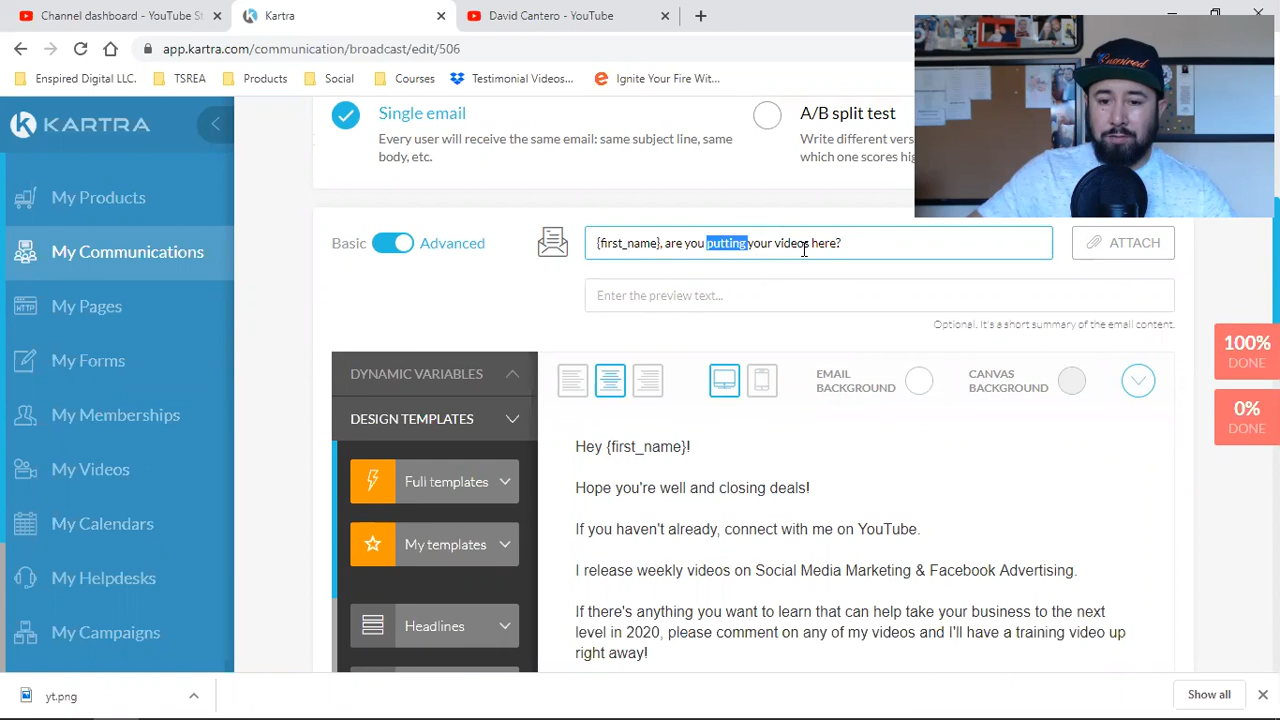 Channel dashboard - YouTube St
Kartra
David Cantero - YouTube
app.kartra.com/communication/broadcast/edit/506
Enspired Digital LLC.
TSREA
Products
Social
Courses
Testimonial Videos...
Ignite Your Fire Wit...
KARTRA
My Products
My Communications
My Pages
My Forms
My Memberships
My Videos
My Calendars
My Helpdesks
My Campaigns
Single email
Every user will receive the same email: same subject line, same
body, etc.
A/B split test
Write different vers
which one scores hig
Basic
Advanced
{first_name}, are you putting your videos here?
ATTACH
Enter the preview text...
Optional. It's a short summary of the email content.
100%
DONE
0%
DONE
DYNAMIC VARIABLES
DESIGN TEMPLATES
Full templates
My templates
Headlines
EMAIL
BACKGROUND
CANVAS
BACKGROUND
Hey {first_name}!
Hope you're well and closing deals!
If you haven't already, connect with me on YouTube.
I release weekly videos on Social Media Marketing & Facebook Advertising.
If there's anything you want to learn that can help take your business to the next
level in 2020, please comment on any of my videos and I'll have a training video up
right away!
yt.png
Show all